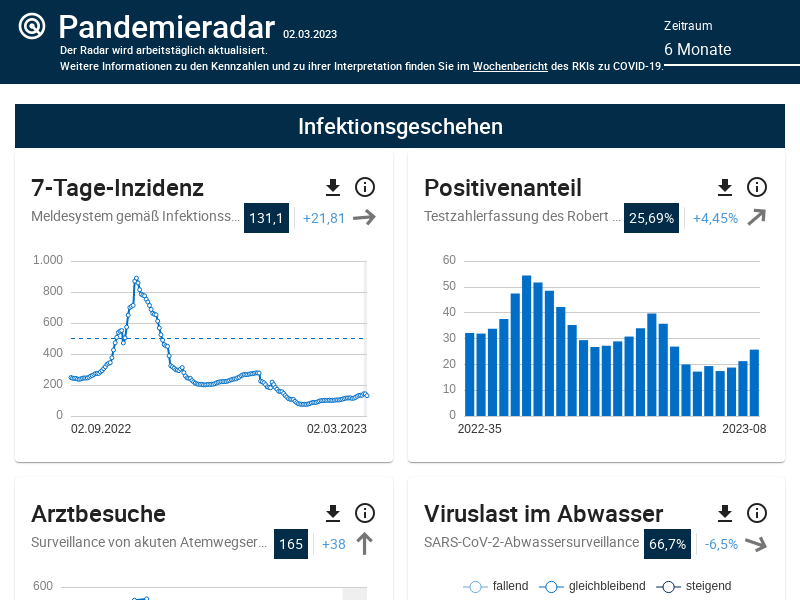 Pandemieradar 02.03.2023
Der Radar wird arbeitstäglich aktualisiert.
Weitere Informationen zu den Kennzahlen und zu ihrer Interpretation finden Sie im Wochenbericht des RKIs zu COVID-19.
Zeitraum
6 Monate
Infektionsgeschehen
7-Tage-Inzidenz
Meldesystem gemäß Infektionss... 131,1 +21,81
1.000
800
600
400
200
0
02.09.2022 02.03.2023
Positivenanteil
Testzahlerfassung des Robert ... 25,69% +4,45%
60
50
40
30
20
10
0
2022-35 2023-08
Arztbesuche
Surveillance von akuten Atemwegser... 165 +38
600
Viruslast im Abwasser
SARS-CoV-2-Abwassersurveillance 66,7% -6,5%
fallend gleichbleibend steigend